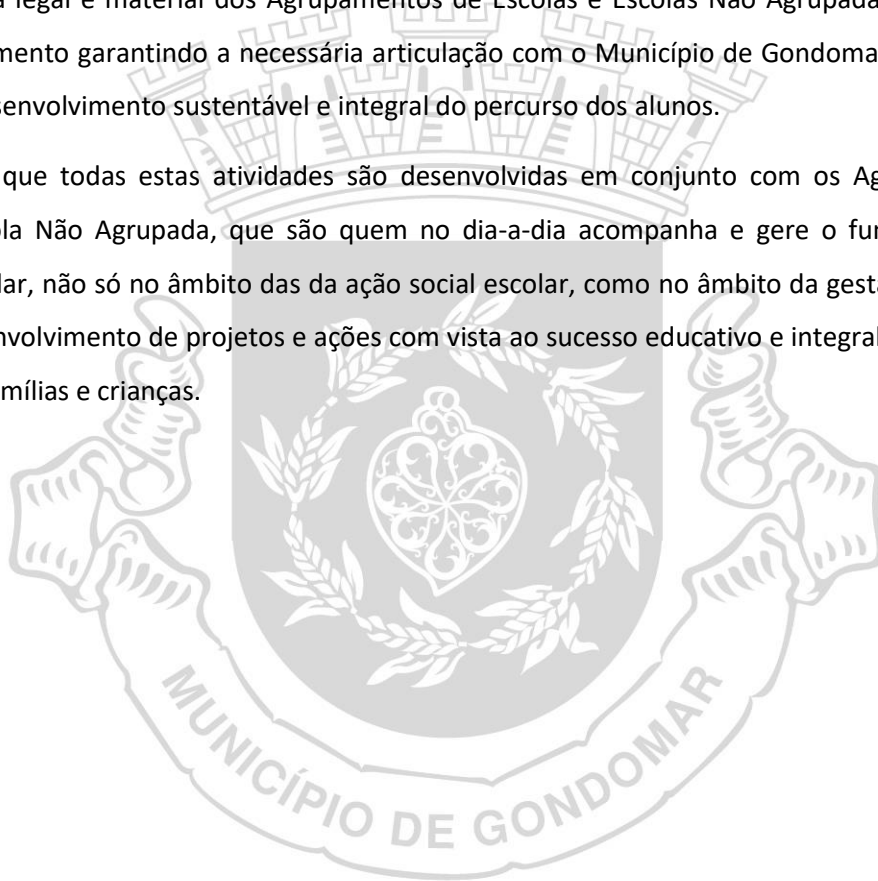 legal e material dos Agrupamentos de Escolas e Escolas Não Agrupada
mento garantindo a necessária articulação com o Município de Gondoma
senvolvimento sustentável e integral do percurso dos alunos.
que todas estas atividades são desenvolvidas em conjunto com os Ag
la Não Agrupada, que são quem no dia-a-dia acompanha e gere o fun
lar, não só no âmbito das da ação social escolar, como no âmbito da gest
nvolvimento de projetos e ações com vista ao sucesso educativo e integral
mílias e crianças.
MUNICÍPIO DE GONDOMAR